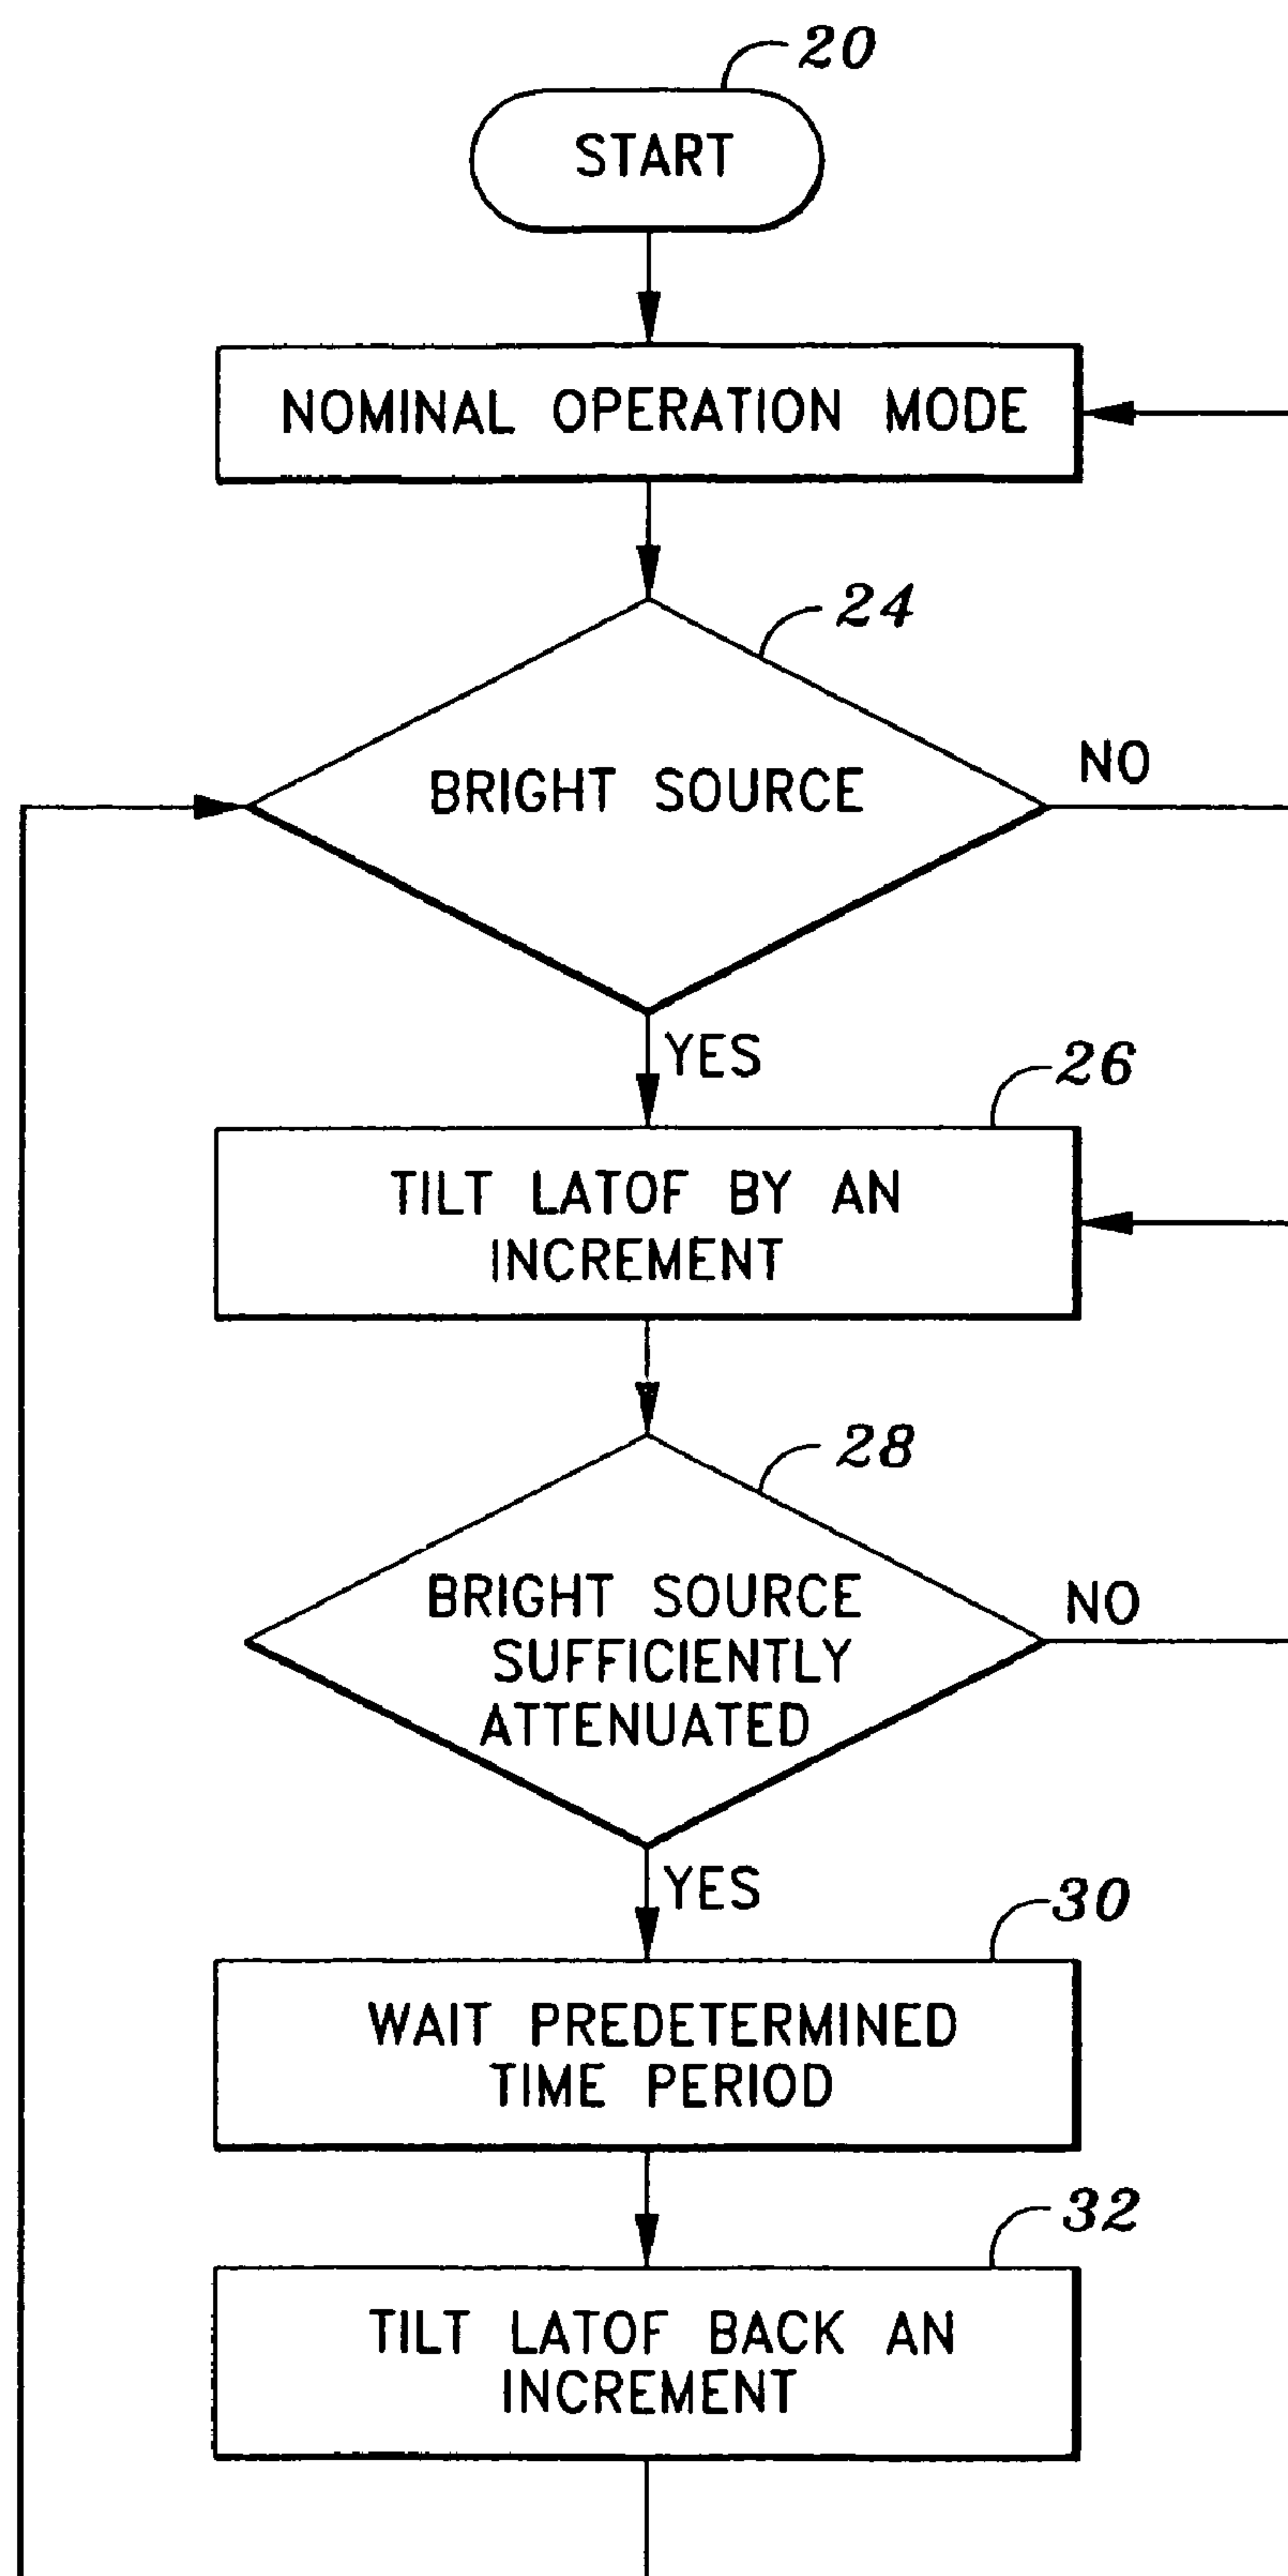 20
START
NOMINAL OPERATION MODE
24
BRIGHT SOURCE
NO
YES
26
TILT LATOF BY AN
INCREMENT
28
BRIGHT SOURCE
SUFFICIENTLY
ATTENUATED
NO
YES
30
WAIT PREDETERMINED
TIME PERIOD
32
TILT LATOF BACK AN
INCREMENT